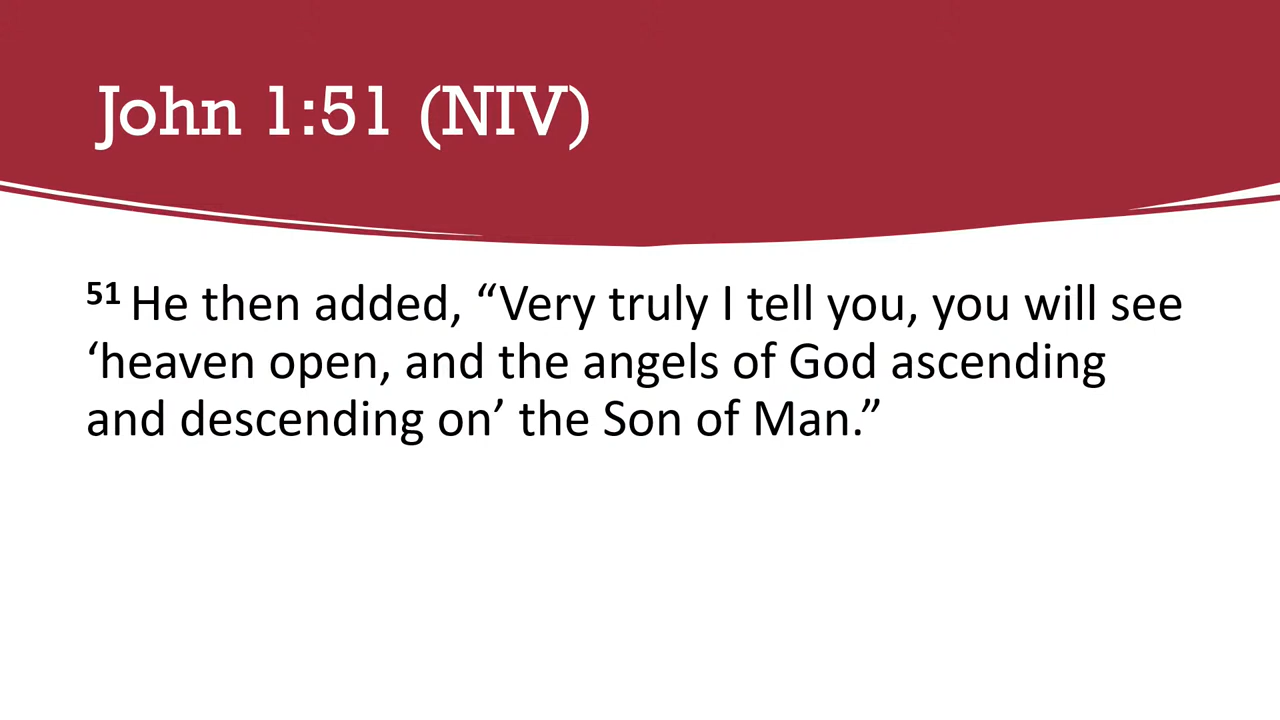 John 1:51 (NIV)
51 He then added, “Very truly I tell you, you will see
‘heaven open, and the angels of God ascending
and descending on’ the Son of Man.”